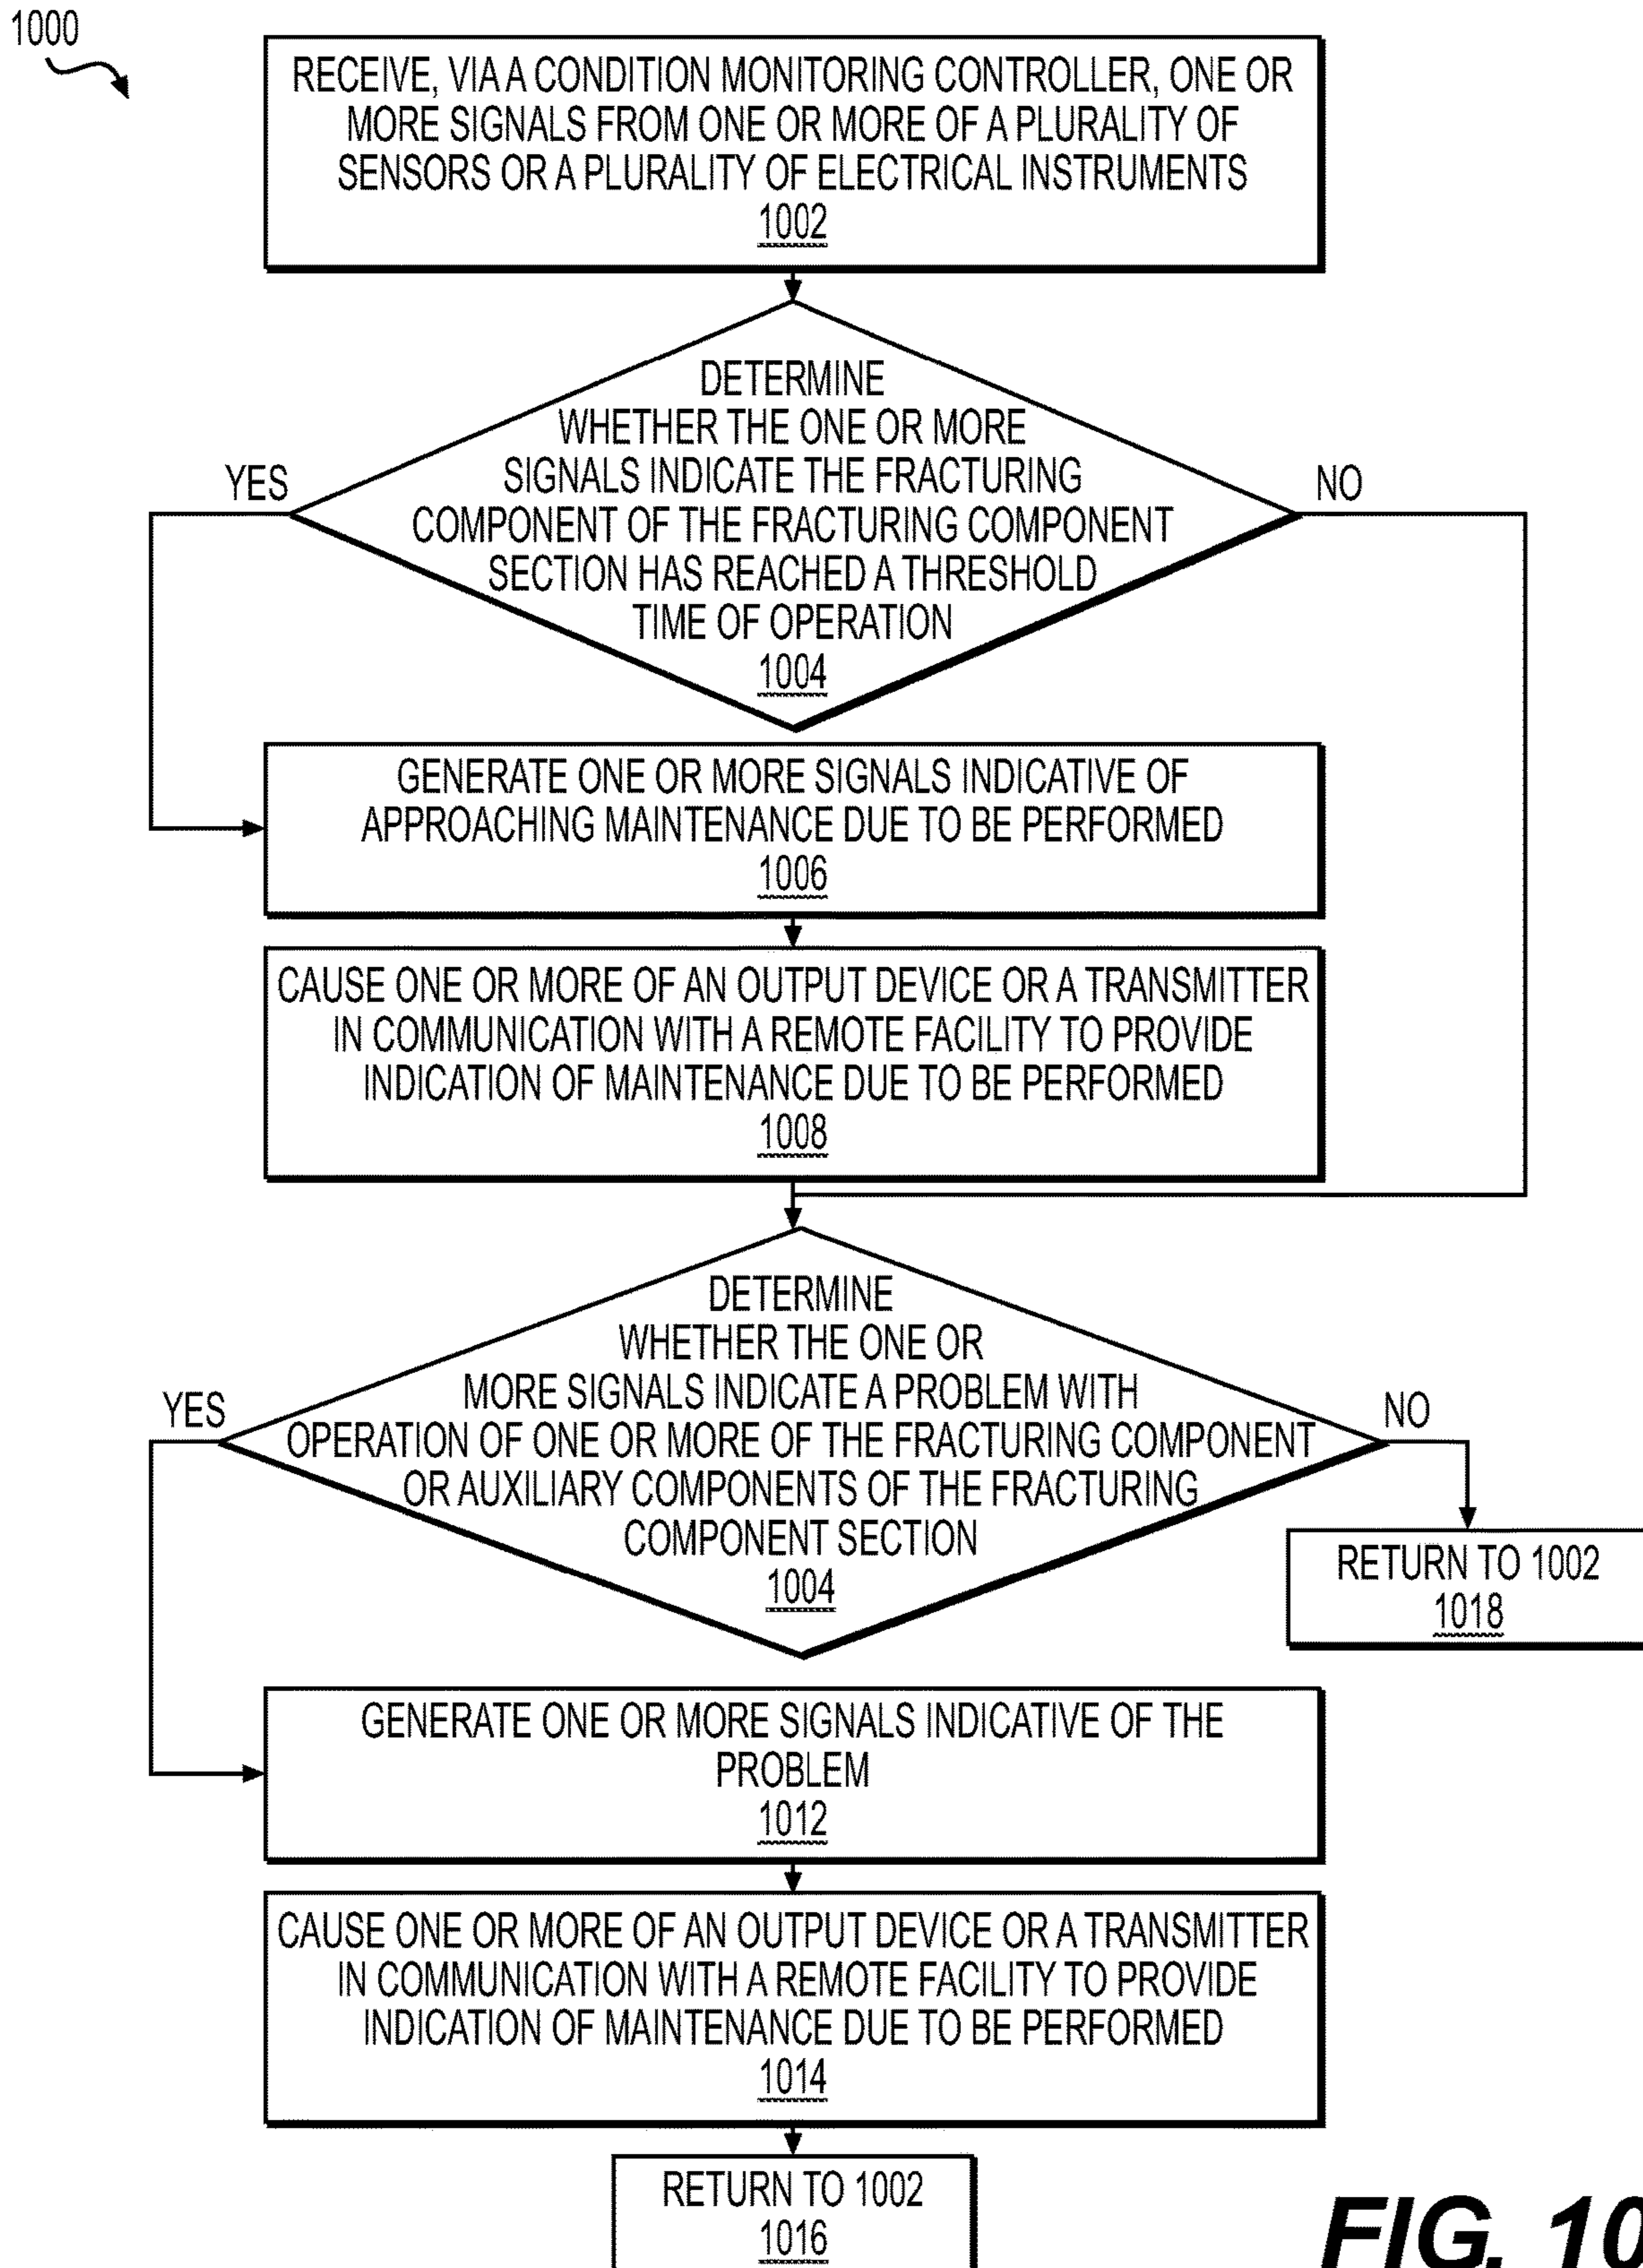 1000
RECEIVE, VIA A CONDITION MONITORING CONTROLLER, ONE OR
MORE SIGNALS FROM ONE OR MORE OF A PLURALITY OF
SENSORS OR A PLURALITY OF ELECTRICAL INSTRUMENTS
1002
DETERMINE
WHETHER THE ONE OR MORE
SIGNALS INDICATE THE FRACTURING
COMPONENT OF THE FRACTURING COMPONENT
SECTION HAS REACHED A THRESHOLD
TIME OF OPERATION
1004
YES
NO
GENERATE ONE OR MORE SIGNALS INDICATIVE OF
APPROACHING MAINTENANCE DUE TO BE PERFORMED
1006
CAUSE ONE OR MORE OF AN OUTPUT DEVICE OR A TRANSMITTER
IN COMMUNICATION WITH A REMOTE FACILITY TO PROVIDE
INDICATION OF MAINTENANCE DUE TO BE PERFORMED
1008
DETERMINE
WHETHER THE ONE OR
MORE SIGNALS INDICATE A PROBLEM WITH
OPERATION OF ONE OR MORE OF THE FRACTURING COMPONENT
OR AUXILIARY COMPONENTS OF THE FRACTURING
COMPONENT SECTION
1004
YES
NO
RETURN TO 1002
1018
GENERATE ONE OR MORE SIGNALS INDICATIVE OF THE
PROBLEM
1012
CAUSE ONE OR MORE OF AN OUTPUT DEVICE OR A TRANSMITTER
IN COMMUNICATION WITH A REMOTE FACILITY TO PROVIDE
INDICATION OF MAINTENANCE DUE TO BE PERFORMED
1014
RETURN TO 1002
1016
FIG. 10